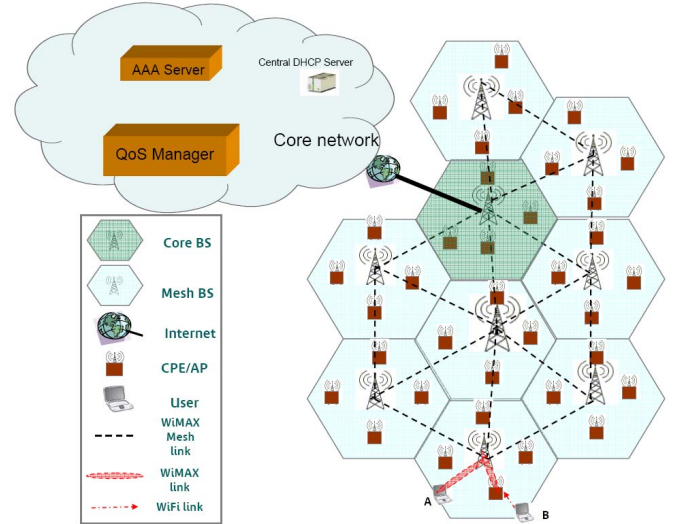 AAA Server
Central DHCP Server
QoS Manager
Core network
Core BS
Mesh BS
Internet
CPE/AP
User
WiMAX
Mesh
link
WiMAX
link
WiFi link
A
B